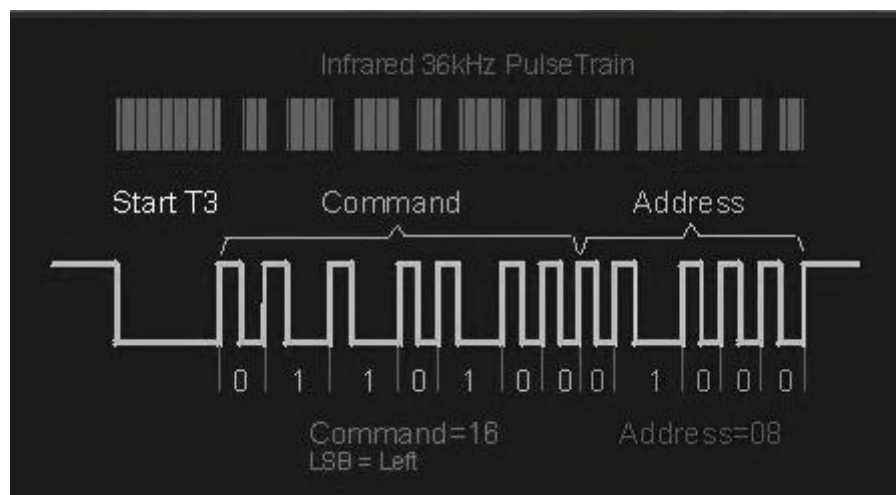 Infrared 36kHz PulseTrain
Start T3 Command Address
0 1 1 0 1 0 0 0 1 0 0 0
Command=16 Address=08
LSB = Left